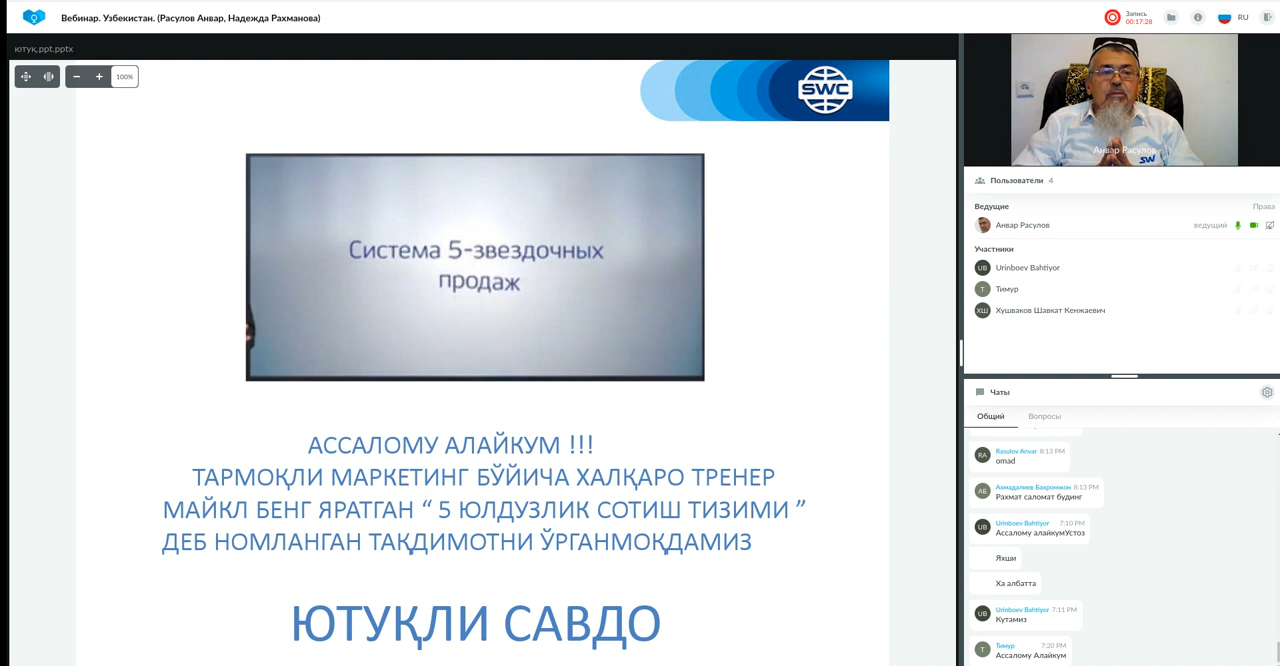 Вебинар. Узбекистан. (Расулов Анвар, Надежда Рахманова)
Запись
00:17:28
RU
ютуқ.ppt.pptx
100%
SWC
Система 5-звездочных
продаж
АССАЛОМУ АЛАЙКУМ !!!
ТАРМОҚЛИ МАРКЕТИНГ БЎЙИЧА ХАЛҚАРО ТРЕНЕР
МАЙКЛ БЕНГ ЯРАТГАН “ 5 ЮЛДУЗЛИК СОТИШ ТИЗИМИ ”
ДЕБ НОМЛАНГАН ТАҚДИМОТНИ ЎРГАНМОҚДАМИЗ
ЮТУҚЛИ САВДО
Анвар Расулов
SW
Пользователи 4
Ведущие Права
Анвар Расулов ведущий
Участники
UB Urinboev Bahtiyor
Т Тимур
ХШ Хушваков Шавкат Кенжаевич
Чаты
Общий Вопросы
RA Rasulov Anvar 8:13 PM
omad
АБ Ахмадалиев Бахромжон 8:13 PM
Рахмат саломат будинг
UB Urinboev Bahtiyor 7:10 PM
Ассалому алайкумУстоз
Яхши
Ха албатта
UB Urinboev Bahtiyor 7:11 PM
Кутамиз
Т Тимур 7:20 PM
Ассалому Алайкум